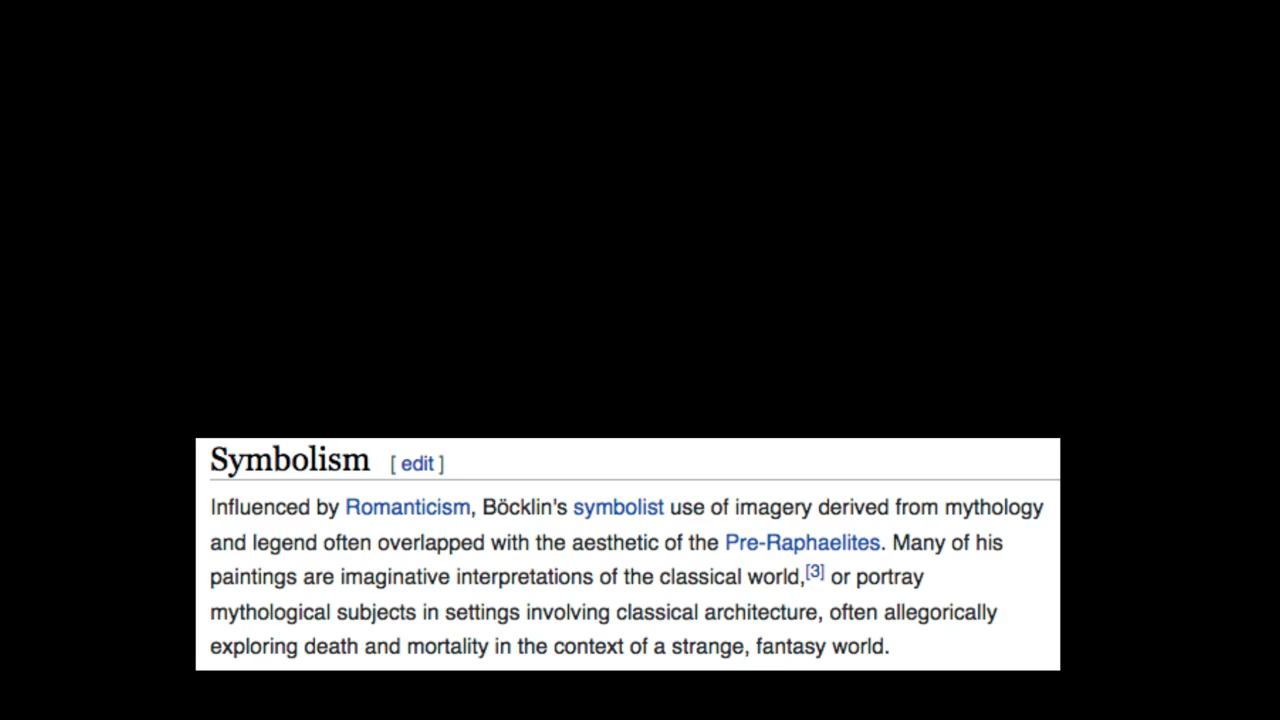 Symbolism [ edit ]
Influenced by Romanticism, Böcklin's symbolist use of imagery derived from mythology
and legend often overlapped with the aesthetic of the Pre-Raphaelites. Many of his
paintings are imaginative interpretations of the classical world,[3] or portray
mythological subjects in settings involving classical architecture, often allegorically
exploring death and mortality in the context of a strange, fantasy world.